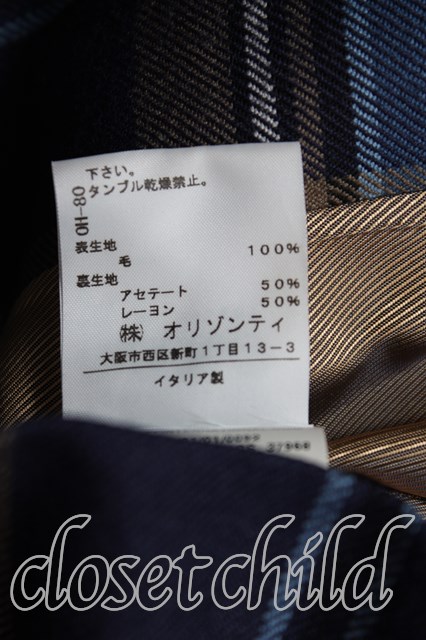 下さい。
タンブル乾燥禁止。
08-HO
表生地
毛 100%
裏生地
アセテート 50%
レーヨン 50%
㈱ オリゾンティ
大阪市西区新町1丁目13-3
イタリア製
closet child